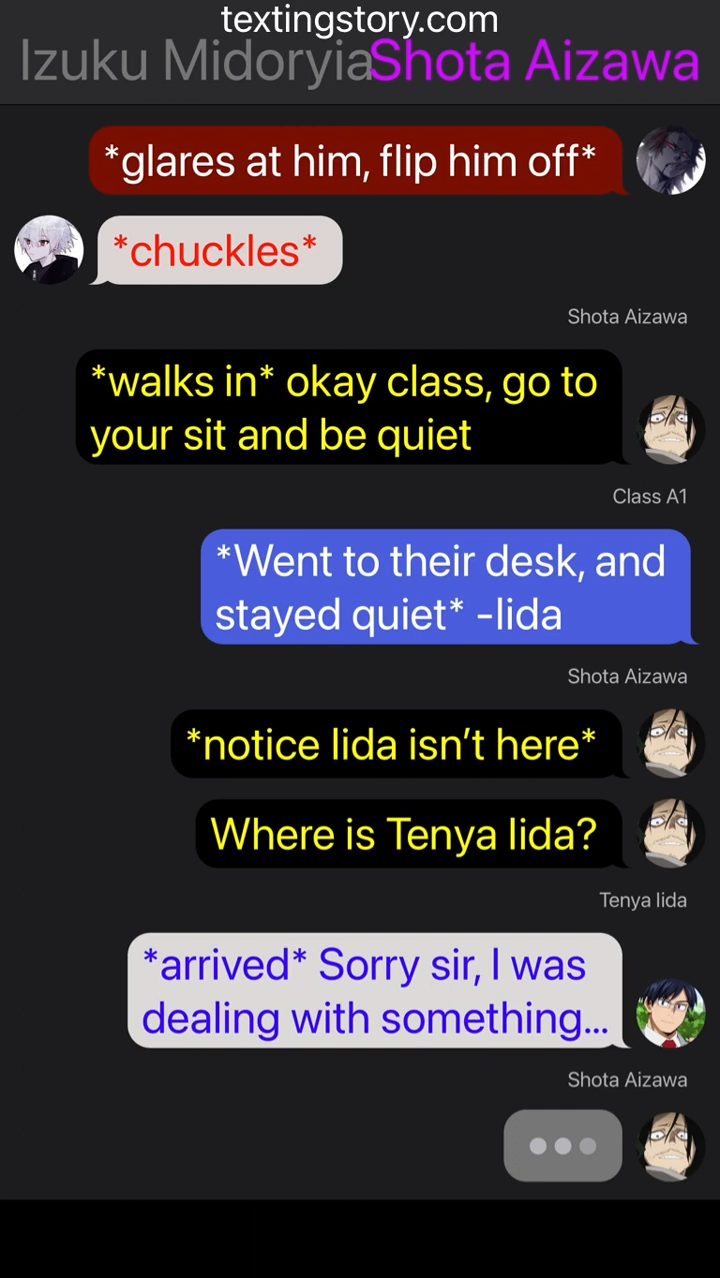 textingstory.com
Izuku Midoryia Shota Aizawa
*glares at him, flip him off*
*chuckles*
Shota Aizawa
*walks in* okay class, go to
your sit and be quiet
Class A1
*Went to their desk, and
stayed quiet* -Iida
Shota Aizawa
*notice Iida isn’t here*
Where is Tenya Iida?
Tenya Iida
*arrived* Sorry sir, I was
dealing with something...
Shota Aizawa